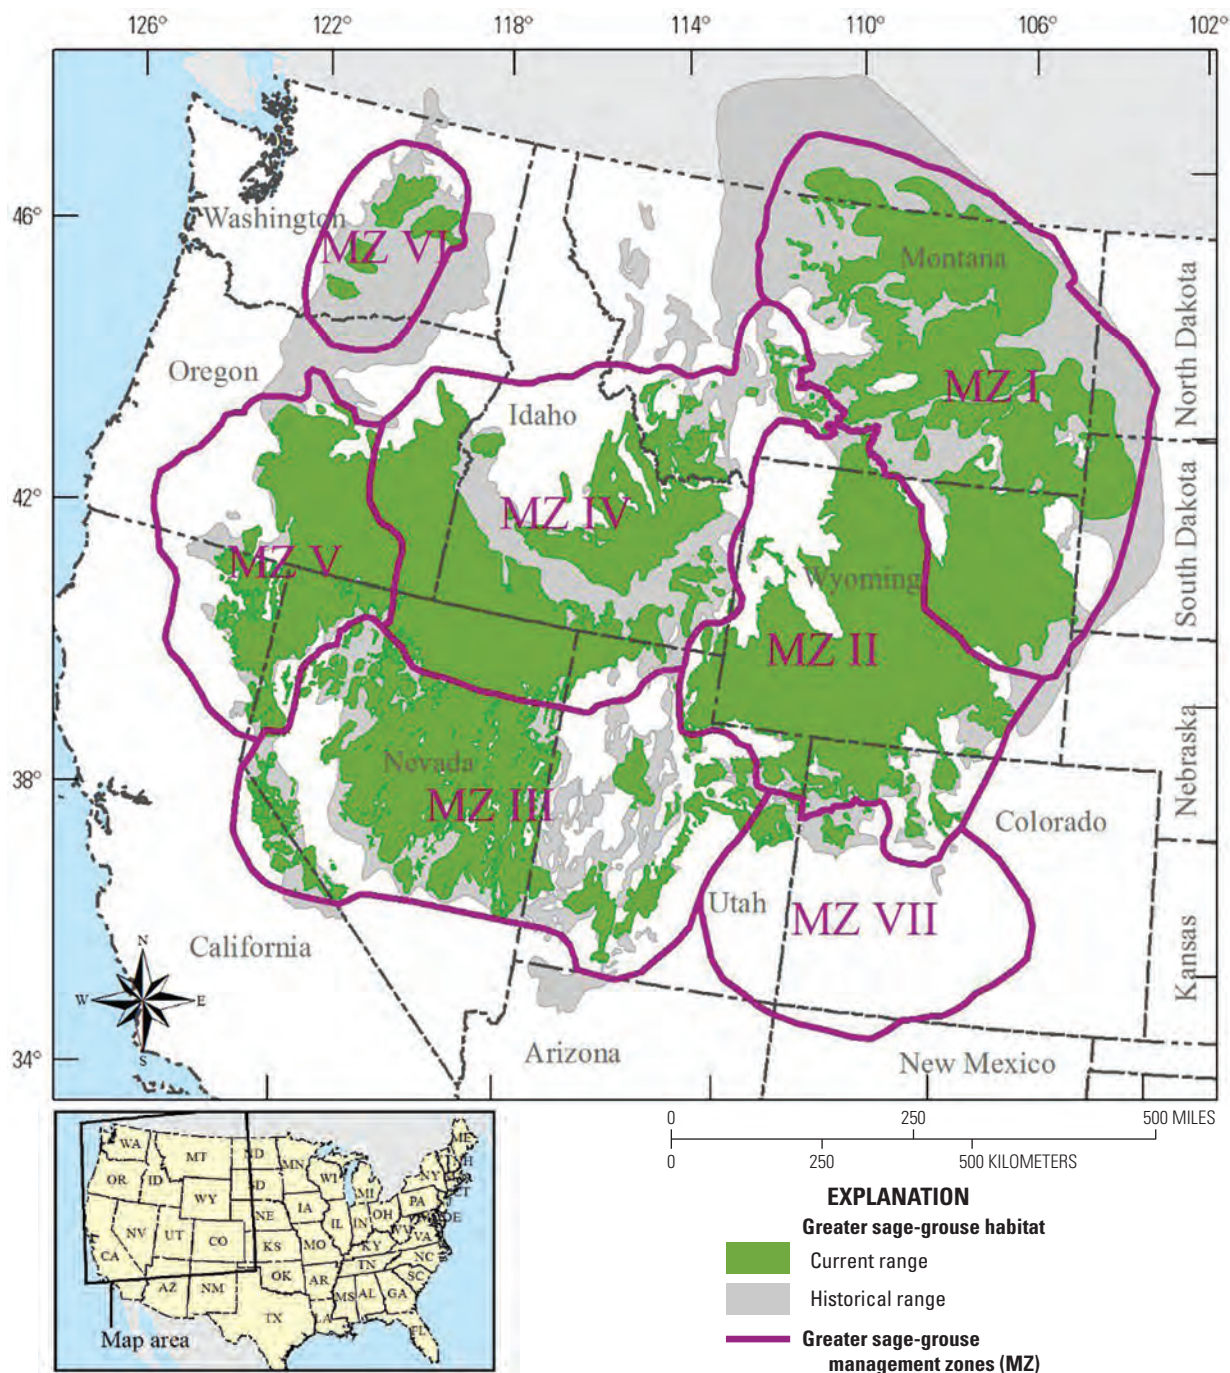 126° 122° 118° 114° 110° 106° 102°
46°
42°
38°
34°
Washington
MZ VI
Montana
North Dakota
Oregon
MZ I
Idaho
MZ IV
South Dakota
MZ V
Wyoming
MZ II
Nebraska
Nevada
MZ III
Colorado
Utah
MZ VII
California
Kansas
N
W E
S
Arizona
New Mexico
0 250 500 MILES
0 250 500 KILOMETERS
WA
MT
ND
MN
ME
OR
ID
SD
WI
NY
NH
WY
MI
CT
IA
NE
PA
NV
UT
CO
IL
IN
OH
DE
CA
KS
MO
KY
WV
VA
TN
NC
OK
AR
SC
AZ
NM
MS
AL
GA
TX
LA
FL
Map area
EXPLANATION
Greater sage-grouse habitat
Current range
Historical range
Greater sage-grouse
management zones (MZ)